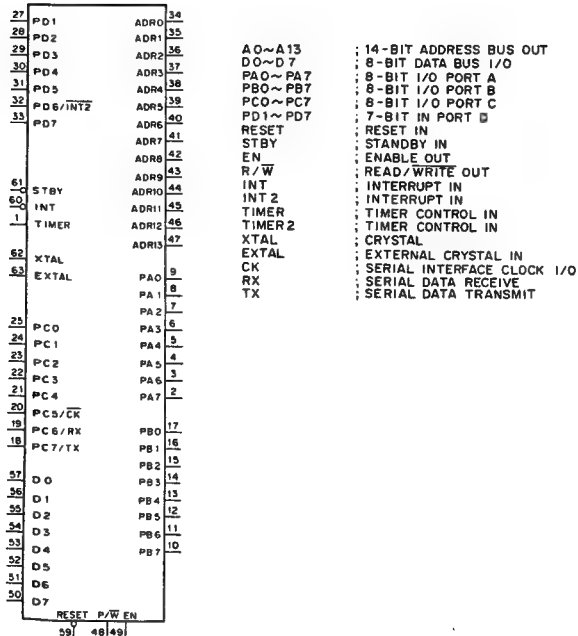 27 PD1 ADR0 34
28 PD2 ADR1 35
29 PD3 ADR2 36
30 PD4 ADR3 37
31 PD5 ADR4 38
32 PD6/INT2 ADR5 39
33 PD7 ADR6 40
ADR7 41
ADR8 42
ADR9 43
61 STBY ADR10 44
60 INT ADR11 45
1 TIMER ADR12 46
ADR13 47
62 XTAL
63 EXTAL PA0 9
PA1 8
PA2 7
25 PC0 PA3 6
24 PC1 PA4 5
23 PC2 PA5 4
22 PC3 PA6 3
21 PC4 PA7 2
20 PC5/CK
19 PC6/RX PB0 17
18 PC7/TX PB1 16
PB2 15
57 D0 PB3 14
56 D1 PB4 13
55 D2 PB5 12
54 D3 PB6 11
53 D4 PB7 10
52 D5
51 D6
50 D7
RESET P/W EN
59 48 49
A0~A13 ; 14-BIT ADDRESS BUS OUT
D0~D7 ; 8-BIT DATA BUS I/O
PA0~PA7 ; 8-BIT I/O PORT A
PB0~PB7 ; 8-BIT I/O PORT B
PC0~PC7 ; 8-BIT I/O PORT C
PD1~PD7 ; 7-BIT IN PORT D
RESET ; RESET IN
STBY ; STANDBY IN
EN ; ENABLE OUT
R/W ; READ/WRITE OUT
INT ; INTERRUPT IN
INT2 ; INTERRUPT IN
TIMER ; TIMER CONTROL IN
TIMER2 ; TIMER CONTROL IN
XTAL ; CRYSTAL
EXTAL ; EXTERNAL CRYSTAL IN
CK ; SERIAL INTERFACE CLOCK I/O
RX ; SERIAL DATA RECEIVE
TX ; SERIAL DATA TRANSMIT